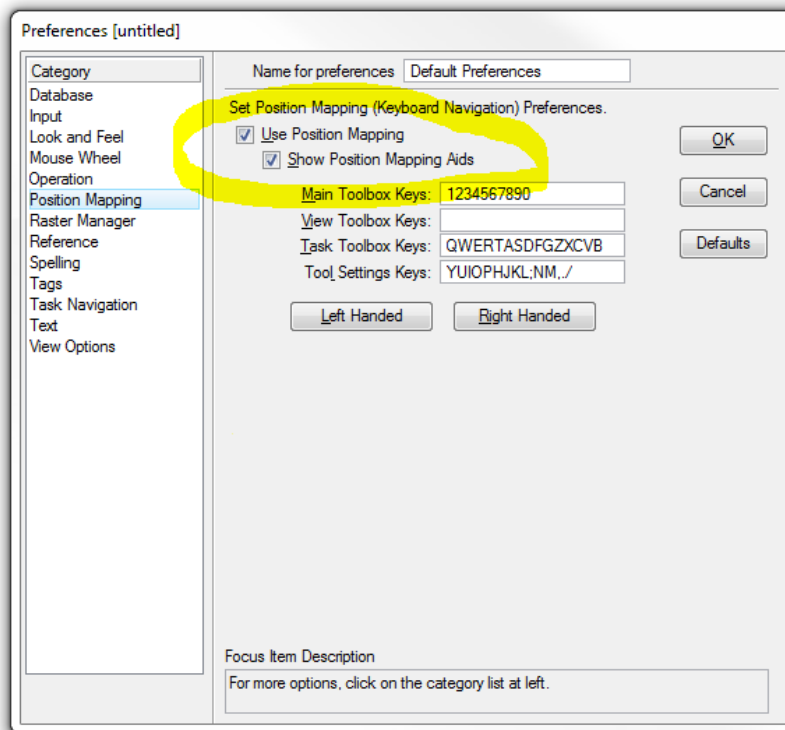 Preferences [untitled]
Category
Database
Input
Look and Feel
Mouse Wheel
Operation
Position Mapping
Raster Manager
Reference
Spelling
Tags
Task Navigation
Text
View Options
Name for preferences Default Preferences
Set Position Mapping (Keyboard Navigation) Preferences.
Use Position Mapping
Show Position Mapping Aids
Main Toolbox Keys: 1234567890
View Toolbox Keys:
Task Toolbox Keys: QWERTASDFGZXCVB
Tool Settings Keys: YUIOPHJKL;NM,./
Left Handed Right Handed
OK
Cancel
Defaults
Focus Item Description
For more options, click on the category list at left.